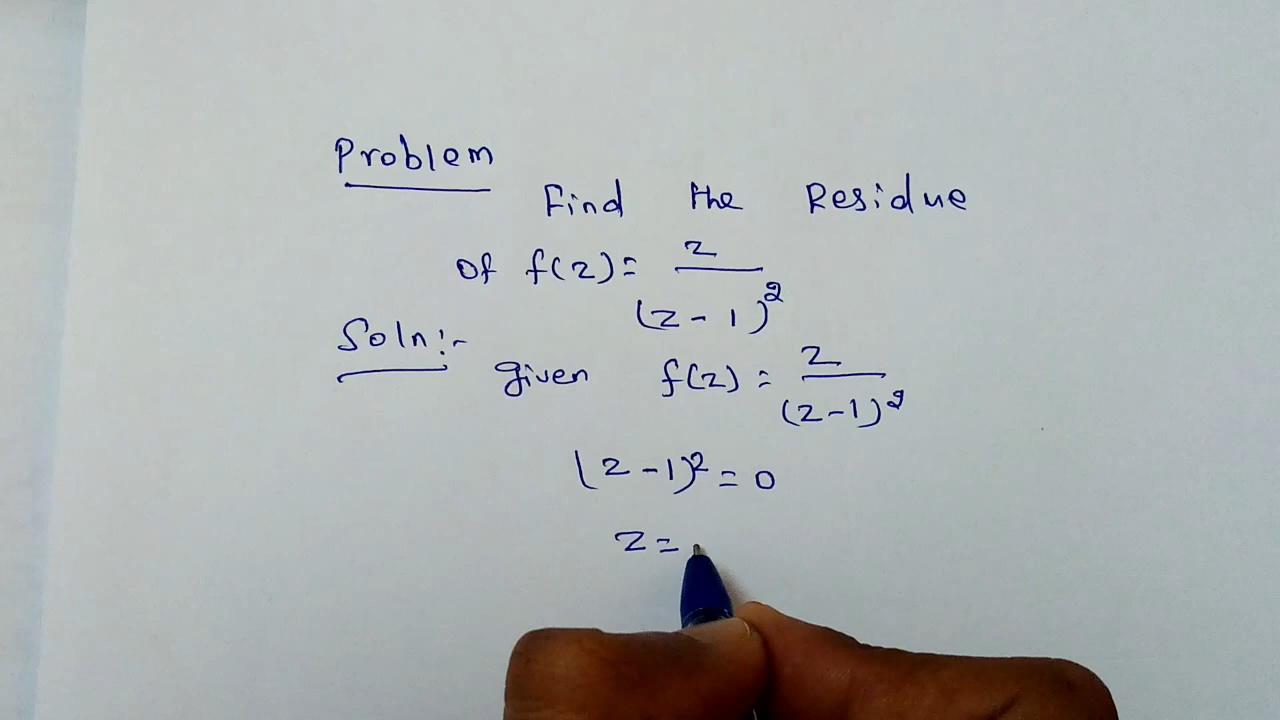 Problem
Find the Residue
of f(z) = z / (z - 1)²
Soln:-
given f(z) = z / (z-1)²
(z - 1)² = 0
z =